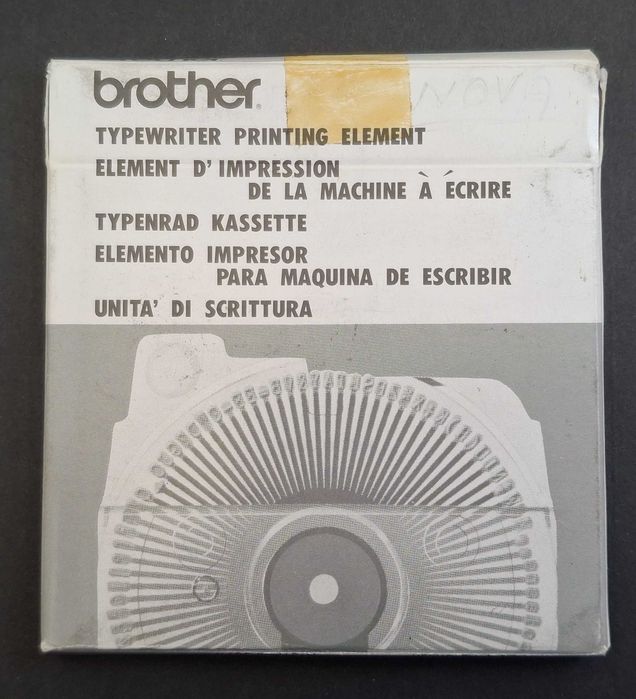 brother
NOVA
TYPEWRITER PRINTING ELEMENT
ELEMENT D' IMPRESSION
DE LA MACHINE À ÉCRIRE
TYPENRAD KASSETTE
ELEMENTO IMPRESOR
PARA MAQUINA DE ESCRIBIR
UNITA' DI SCRITTURA